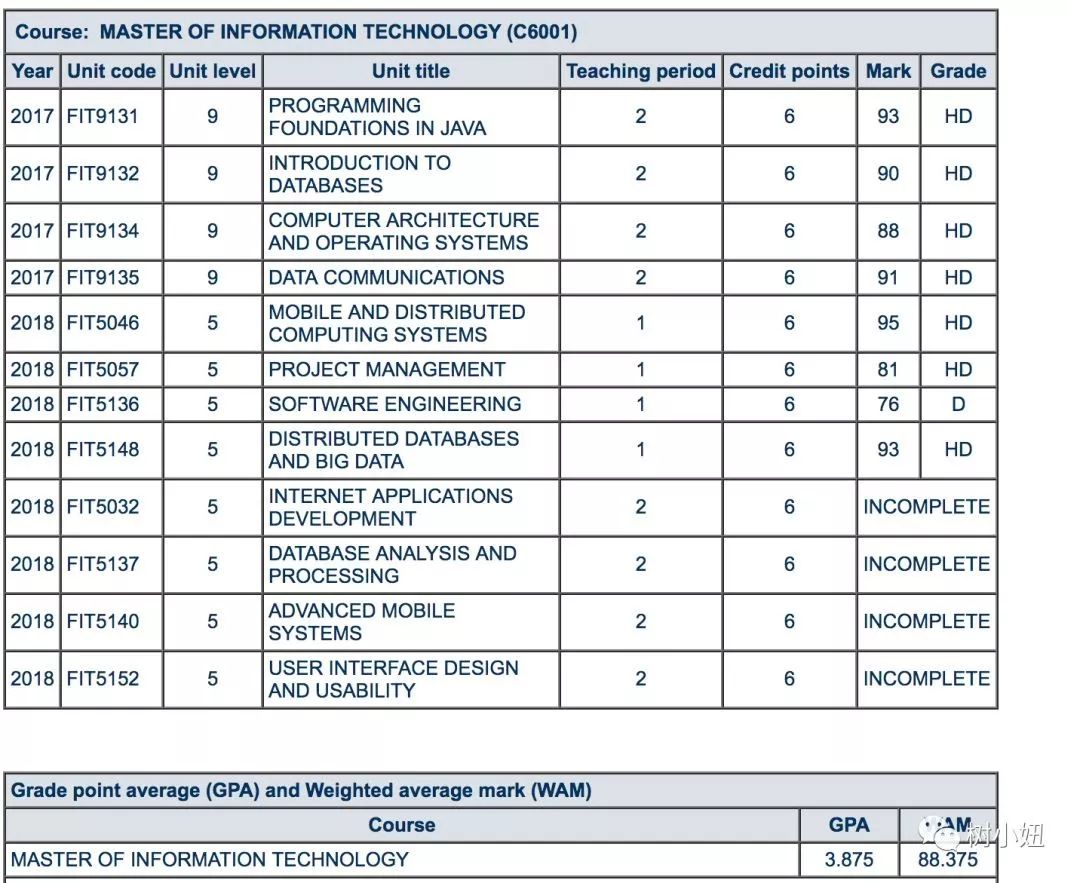 Course: MASTER OF INFORMATION TECHNOLOGY (C6001)
Year Unit code Unit level Unit title Teaching period Credit points Mark Grade
2017 FIT9131 9 PROGRAMMING FOUNDATIONS IN JAVA 2 6 93 HD
2017 FIT9132 9 INTRODUCTION TO DATABASES 2 6 90 HD
2017 FIT9134 9 COMPUTER ARCHITECTURE AND OPERATING SYSTEMS 2 6 88 HD
2017 FIT9135 9 DATA COMMUNICATIONS 2 6 91 HD
2018 FIT5046 5 MOBILE AND DISTRIBUTED COMPUTING SYSTEMS 1 6 95 HD
2018 FIT5057 5 PROJECT MANAGEMENT 1 6 81 HD
2018 FIT5136 5 SOFTWARE ENGINEERING 1 6 76 D
2018 FIT5148 5 DISTRIBUTED DATABASES AND BIG DATA 1 6 93 HD
2018 FIT5032 5 INTERNET APPLICATIONS DEVELOPMENT 2 6 INCOMPLETE
2018 FIT5137 5 DATABASE ANALYSIS AND PROCESSING 2 6 INCOMPLETE
2018 FIT5140 5 ADVANCED MOBILE SYSTEMS 2 6 INCOMPLETE
2018 FIT5152 5 USER INTERFACE DESIGN AND USABILITY 2 6 INCOMPLETE
Grade point average (GPA) and Weighted average mark (WAM)
Course GPA WAM
MASTER OF INFORMATION TECHNOLOGY 3.875 88.375
树小妞